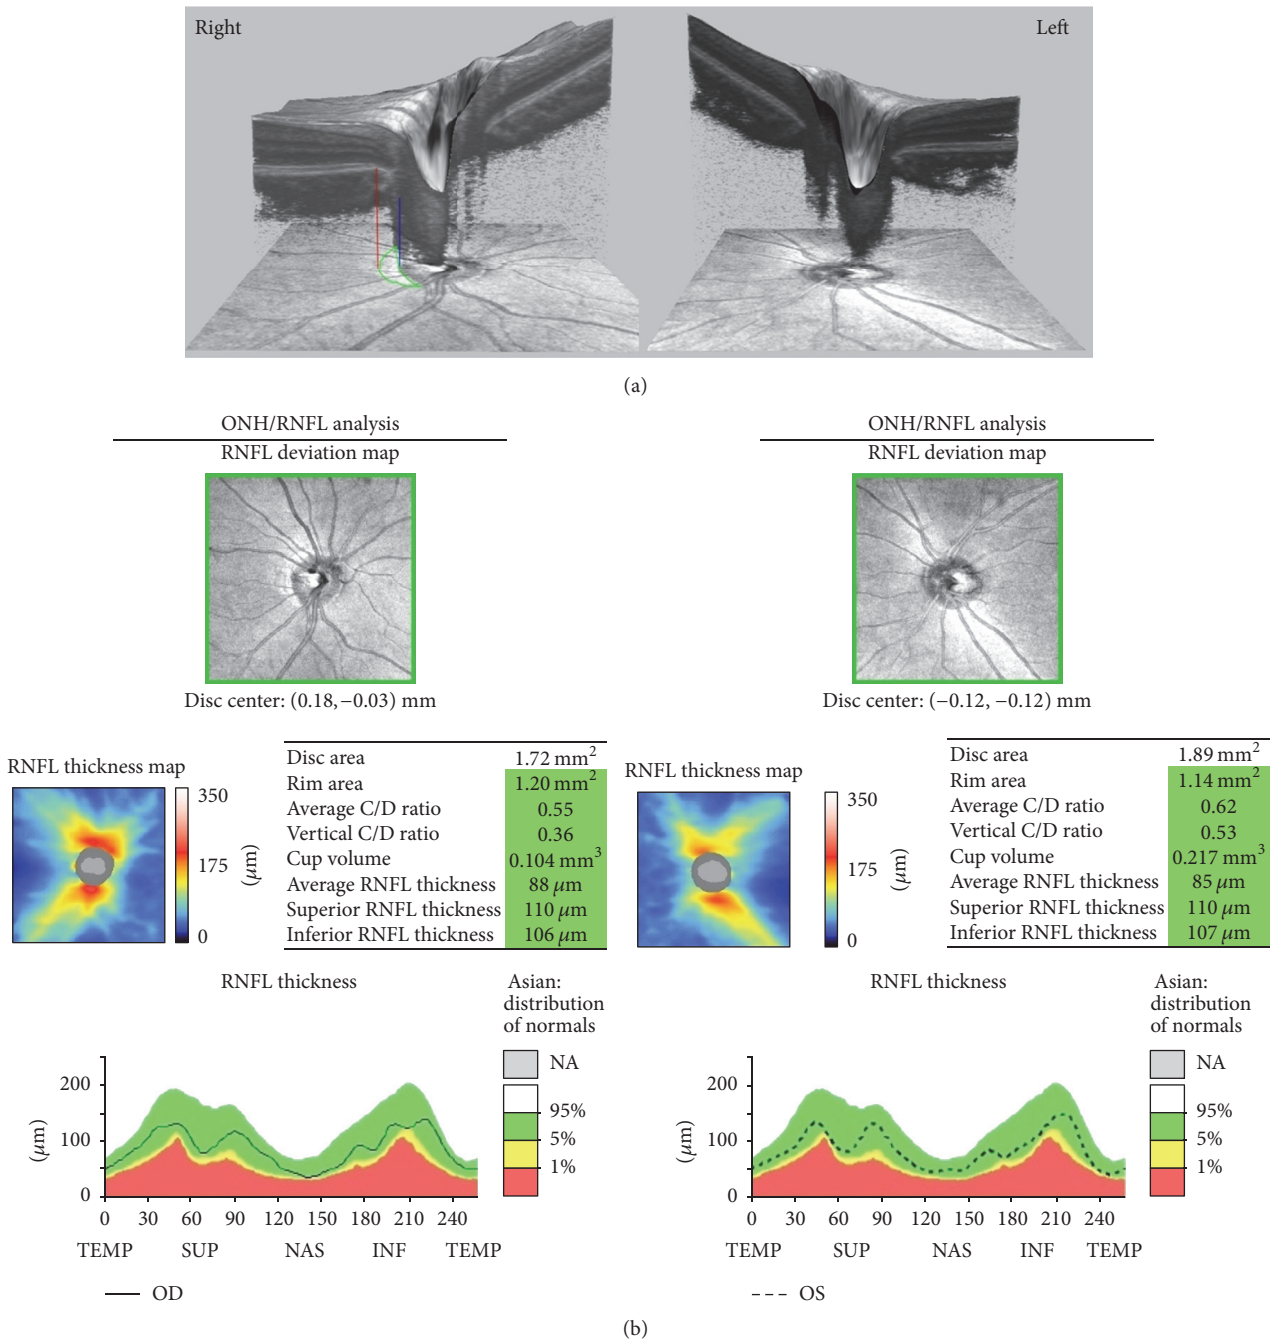 Right
Left
(a)
ONH/RNFL analysis
RNFL deviation map
Disc center: (0.18, −0.03) mm
ONH/RNFL analysis
RNFL deviation map
Disc center: (−0.12, −0.12) mm
RNFL thickness map
350
175
0
(μm)
Disc area 1.72 mm²
Rim area 1.20 mm²
Average C/D ratio 0.55
Vertical C/D ratio 0.36
Cup volume 0.104 mm³
Average RNFL thickness 88 μm
Superior RNFL thickness 110 μm
Inferior RNFL thickness 106 μm
RNFL thickness map
350
175
0
(μm)
Disc area 1.89 mm²
Rim area 1.14 mm²
Average C/D ratio 0.62
Vertical C/D ratio 0.53
Cup volume 0.217 mm³
Average RNFL thickness 85 μm
Superior RNFL thickness 110 μm
Inferior RNFL thickness 107 μm
RNFL thickness
Asian:
distribution
of normals
NA
95%
5%
1%
200
100
0
(μm)
0 30 60 90 120 150 180 210 240
TEMP SUP NAS INF TEMP
OD
RNFL thickness
Asian:
distribution
of normals
NA
95%
5%
1%
200
100
0
(μm)
0 30 60 90 120 150 180 210 240
TEMP SUP NAS INF TEMP
OS
(b)